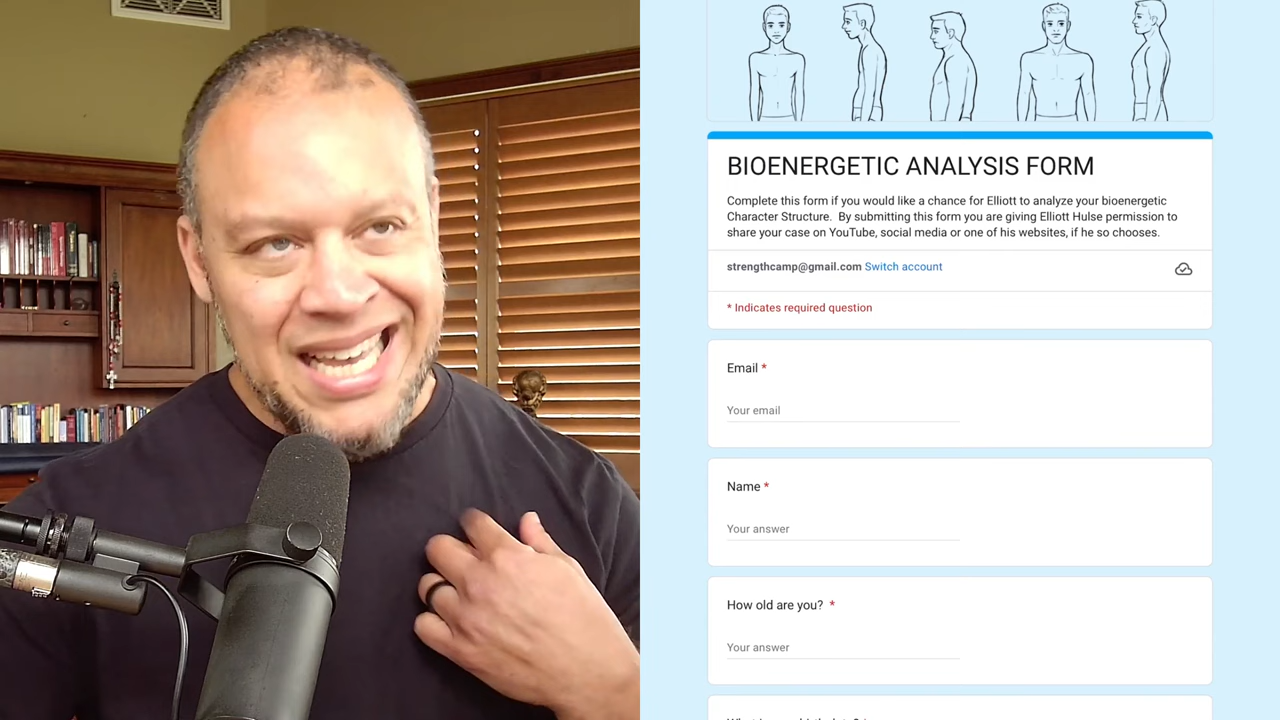 BIOENERGETIC ANALYSIS FORM
Complete this form if you would like a chance for Elliott to analyze your bioenergetic
Character Structure.  By submitting this form you are giving Elliott Hulse permission to
share your case on YouTube, social media or one of his websites, if he so chooses.
strengthcamp@gmail.com Switch account
* Indicates required question
Email *
Your email
Name *
Your answer
How old are you? *
Your answer